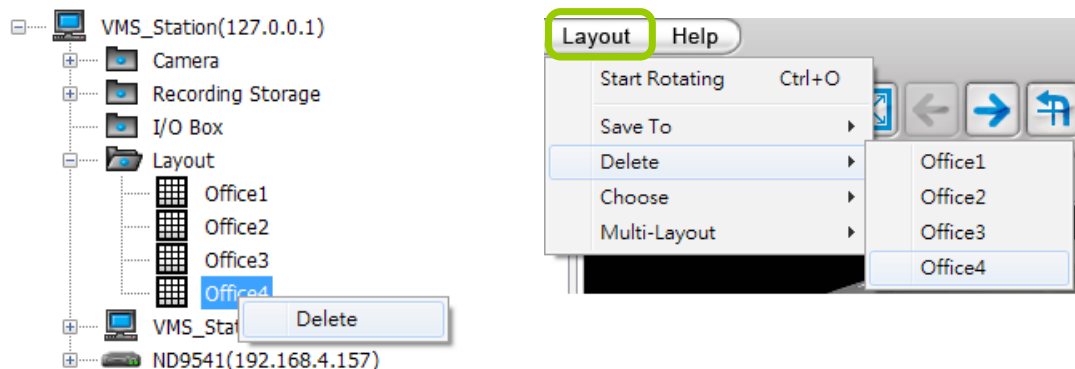 VMS_Station(127.0.0.1)
Camera
Recording Storage
I/O Box
Layout
Office1
Office2
Office3
Office4
Delete
VMS_Stat
ND9541(192.168.4.157)
Layout Help
Start Rotating Ctrl+O
Save To
Delete
Choose
Multi-Layout
Office1
Office2
Office3
Office4